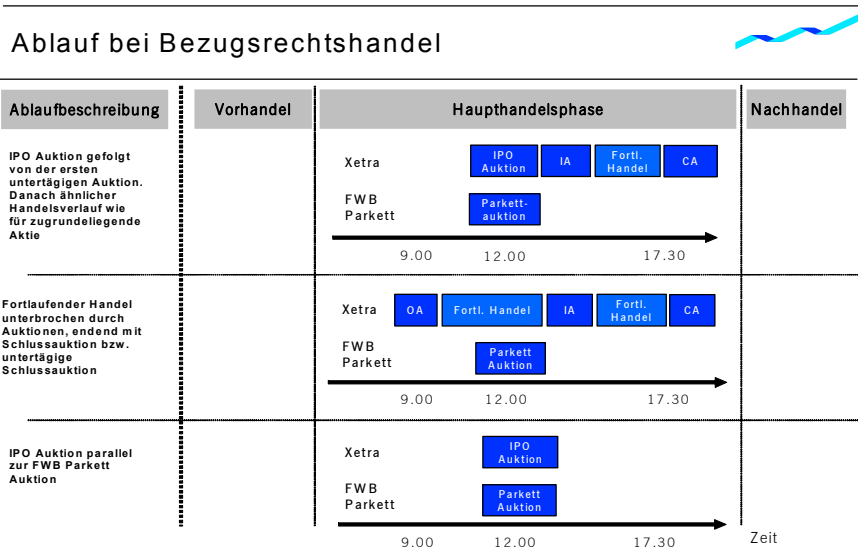 Ablauf bei Bezugsrechtshandel
Ablaufbeschreibung
Vorhandel
Haupthandelsphase
Nachhandel
IPO Auktion gefolgt
von der ersten
untertägigen Auktion.
Danach ähnlicher
Handelsverlauf wie
für zugrundeliegende
Aktie
Xetra
IPO
Auktion
IA
Fortl.
Handel
CA
FWB
Parkett
Parkett-
auktion
9.00
12.00
17.30
Fortlaufender Handel
unterbrochen durch
Auktionen, endend mit
Schlussauktion bzw.
untertägige
Schlussauktion
Xetra
OA
Fortl. Handel
IA
Fortl.
Handel
CA
FWB
Parkett
Parkett
Auktion
9.00
12.00
17.30
IPO Auktion parallel
zur FWB Parkett
Auktion
Xetra
IPO
Auktion
FWB
Parkett
Parkett
Auktion
9.00
12.00
17.30
Zeit